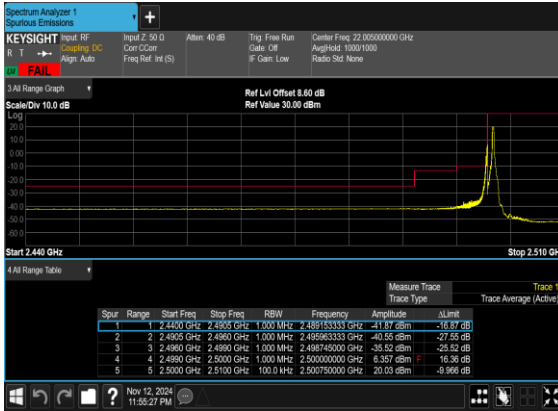 Spectrum Analyzer 1
Spurious Emissions
+
KEYSIGHT Input: RF Input Z: 50 Ω Atten: 40 dB Trig: Free Run Center Freq: 22.005000000 GHz
R T Coupling: DC Corr CCorr Gate: Off Avg|Hold: 1000/1000
Align: Auto Freq Ref: Int (S) IF Gain: Low Radio Std: None
FAIL
3 All Range Graph
Ref Lvl Offset 8.60 dB
Scale/Div 10.0 dB Ref Value 30.00 dBm
Log
20.0
10.0
0.00
-10.0
-20.0
-30.0
-40.0
-50.0
-60.0
Start 2.440 GHz Stop 2.510 GH
4 All Range Table
Measure Trace Trace 1
Trace Type Trace Average (Active)
Spur Range Start Freq Stop Freq RBW Frequency Amplitude ΔLimit
1 1 2.4400 GHz 2.4905 GHz 1.000 MHz 2.489153333 GHz -41.87 dBm -16.87 dB
2 2 2.4905 GHz 2.4960 GHz 1.000 MHz 2.495963333 GHz -40.55 dBm -27.55 dB
3 3 2.4960 GHz 2.4990 GHz 1.000 MHz 2.498745000 GHz -35.52 dBm -25.52 dB
4 4 2.4990 GHz 2.5000 GHz 1.000 MHz 2.500000000 GHz 6.357 dBm F 16.36 dB
5 5 2.5000 GHz 2.5100 GHz 100.0 kHz 2.500750000 GHz 20.03 dBm -9.966 dB
? Nov 12, 2024
11:55:27 PM